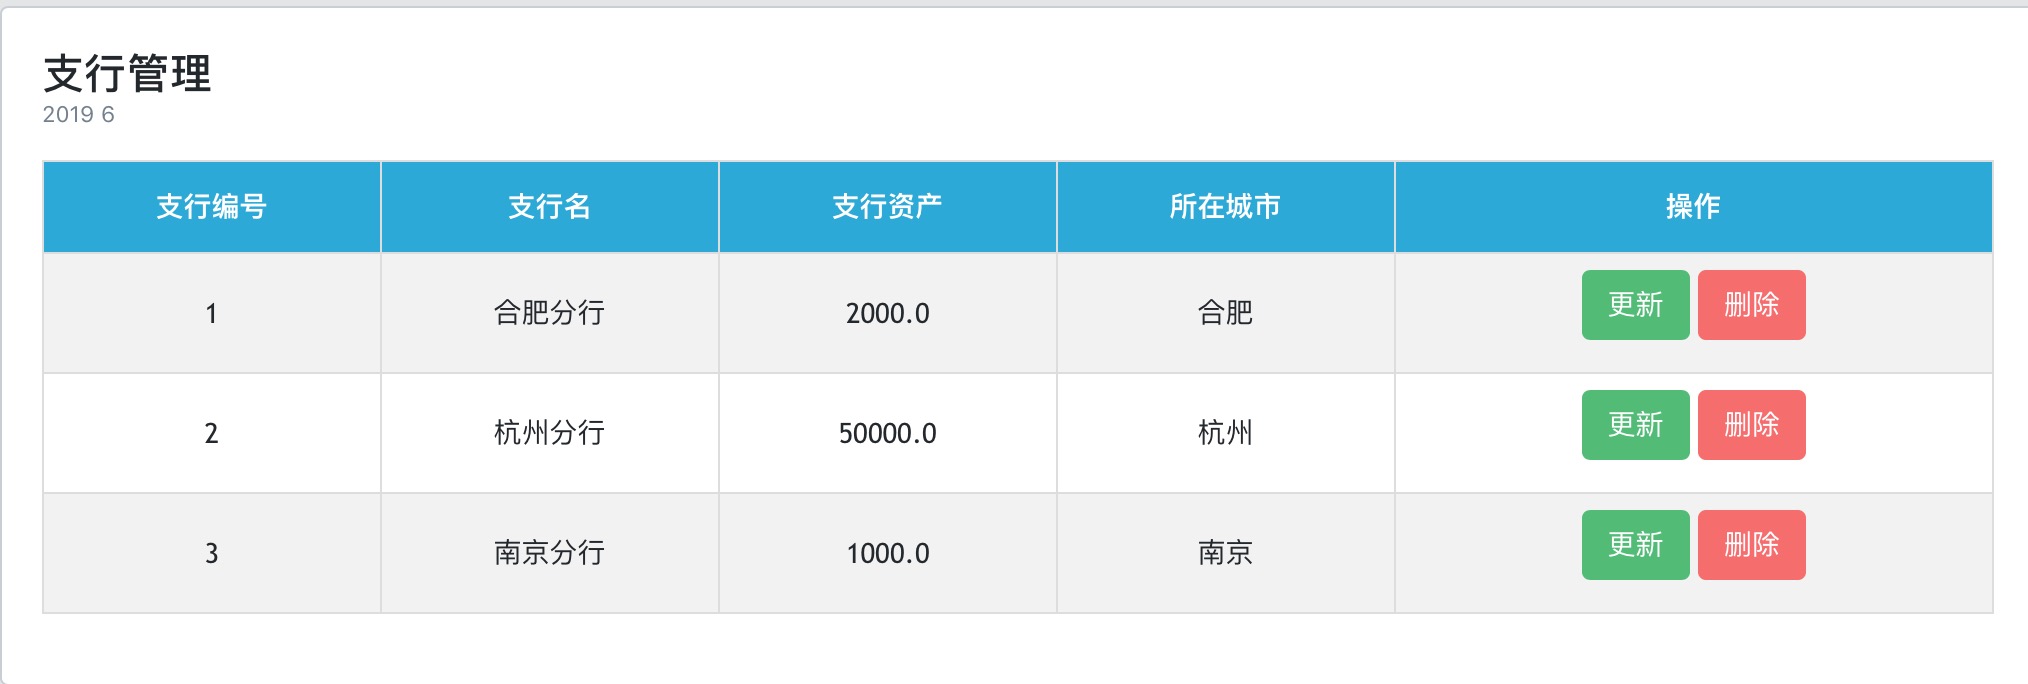 支行管理
2019 6
支行编号 支行名 支行资产 所在城市 操作
1 合肥分行 2000.0 合肥 更新 删除
2 杭州分行 50000.0 杭州 更新 删除
3 南京分行 1000.0 南京 更新 删除